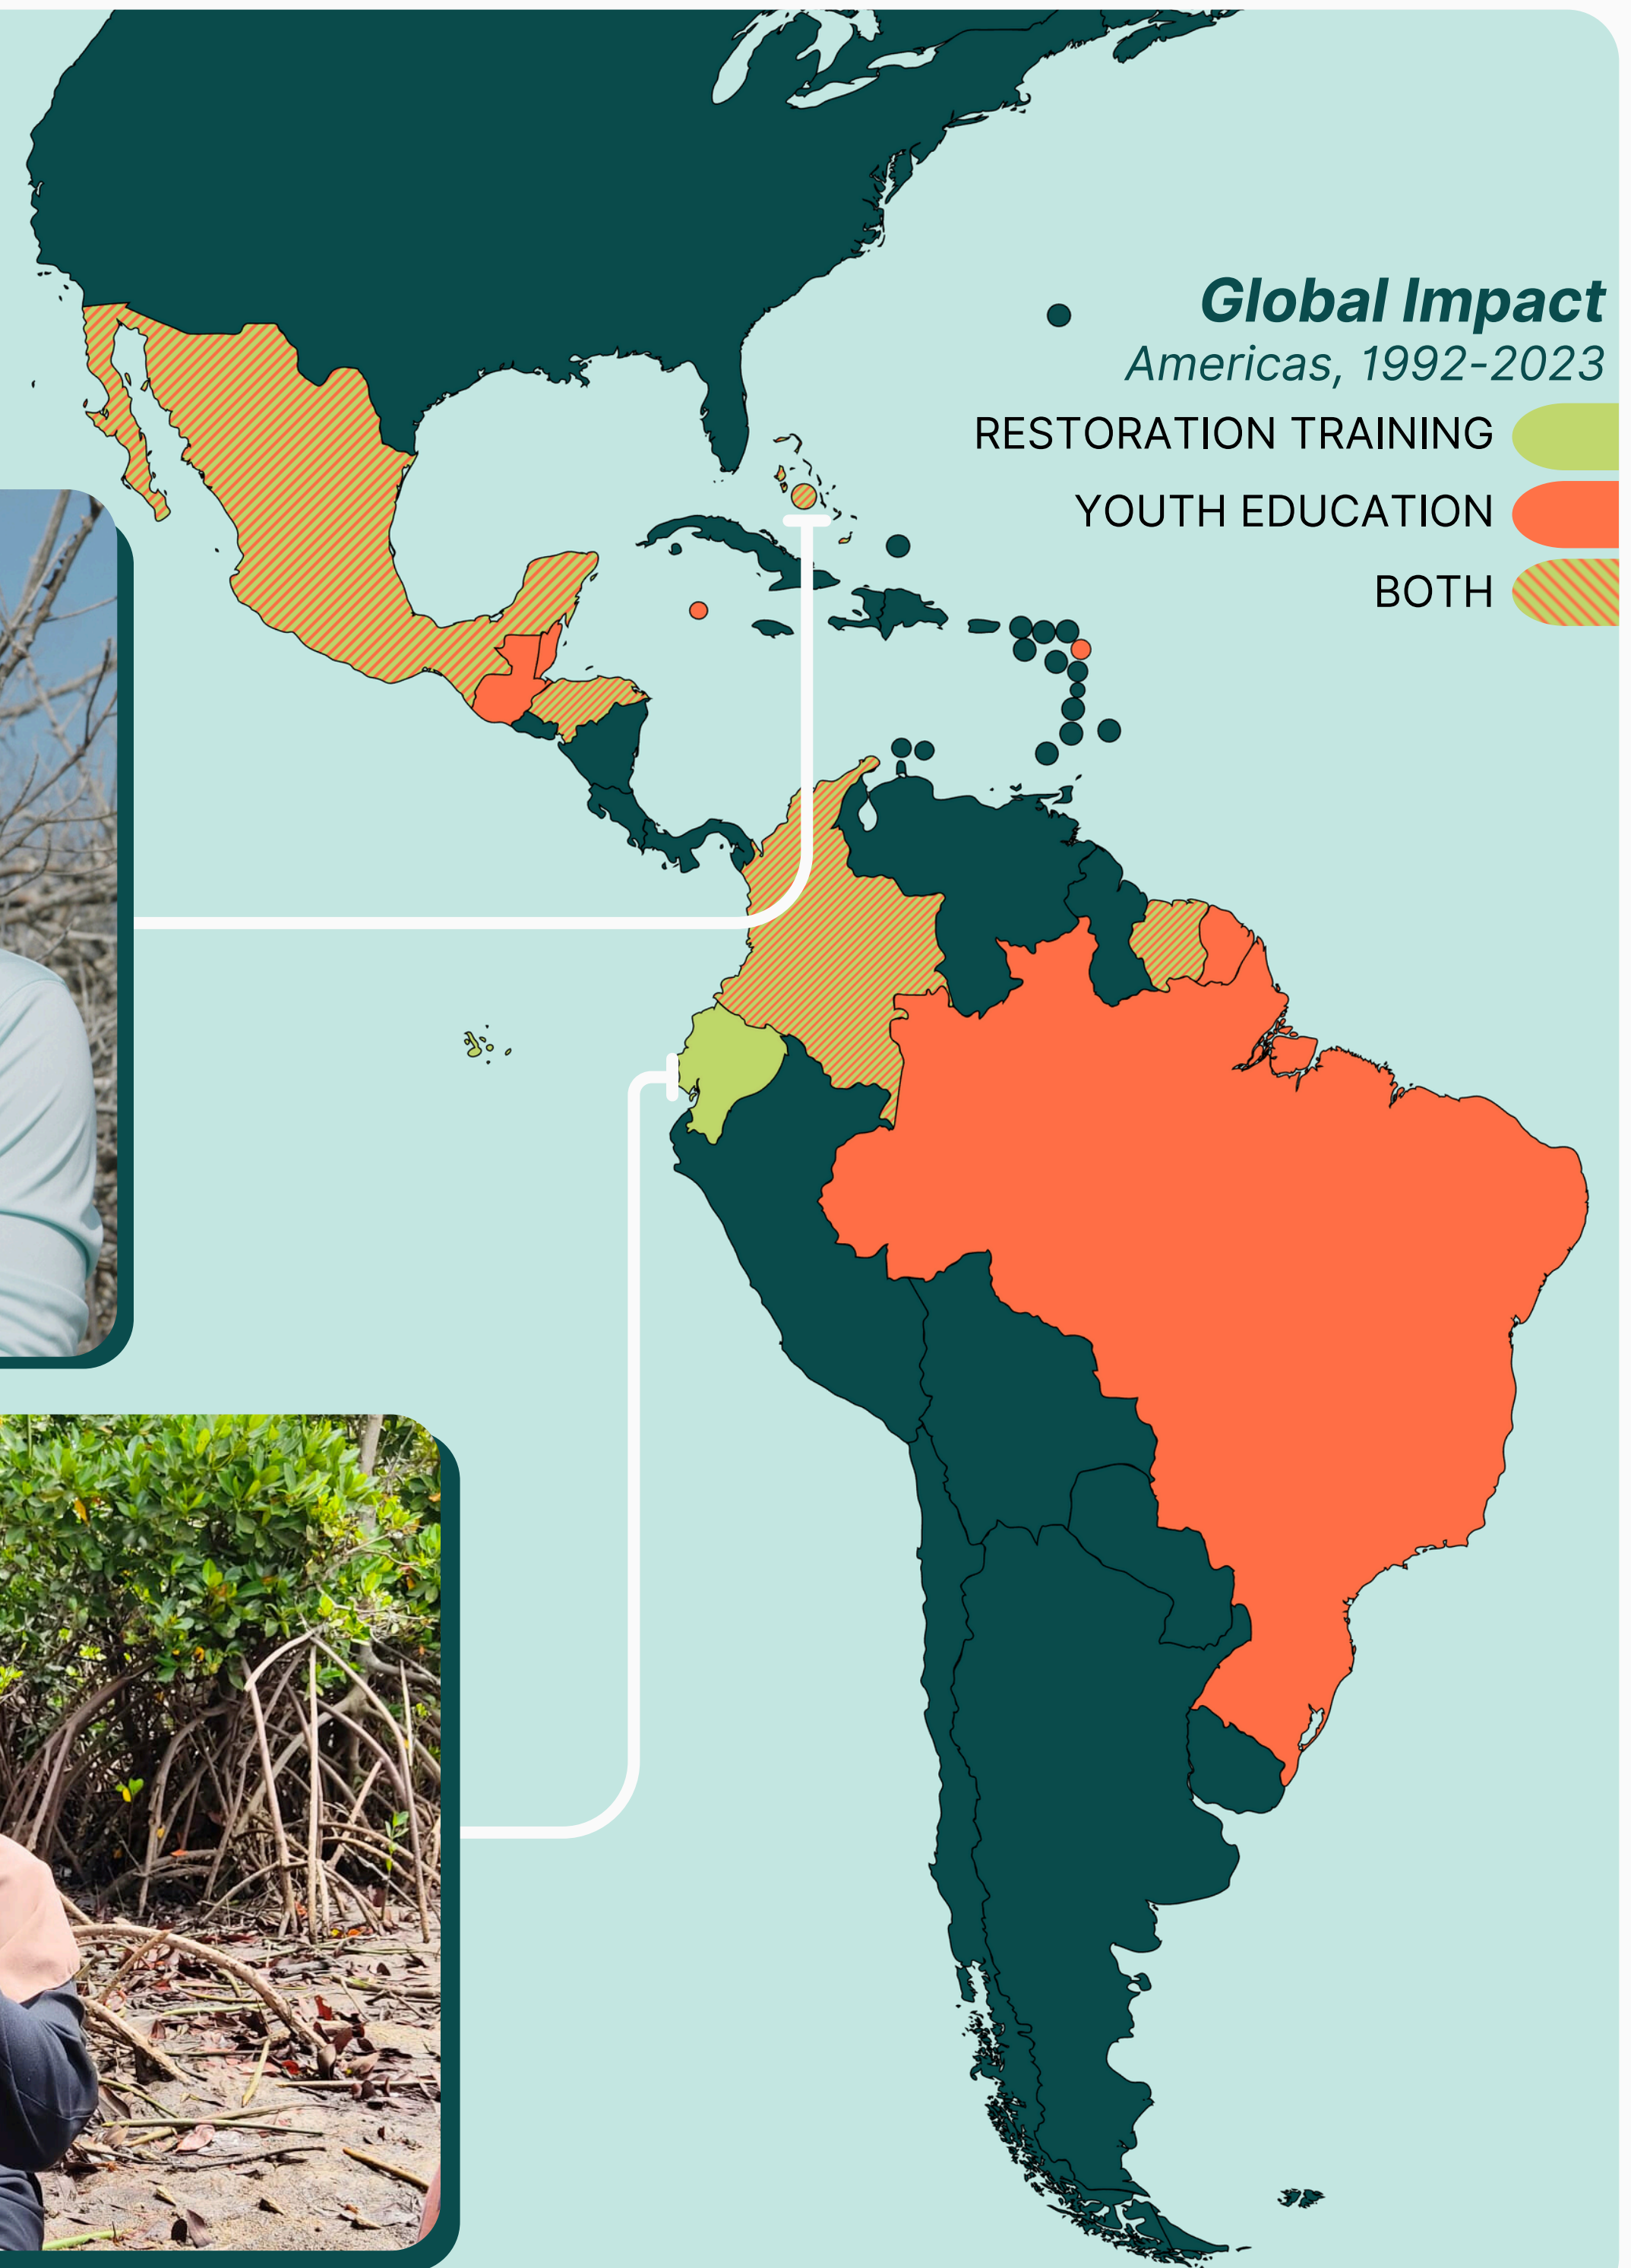 Global Impact
Americas, 1992-2023
RESTORATION TRAINING
YOUTH EDUCATION
BOTH